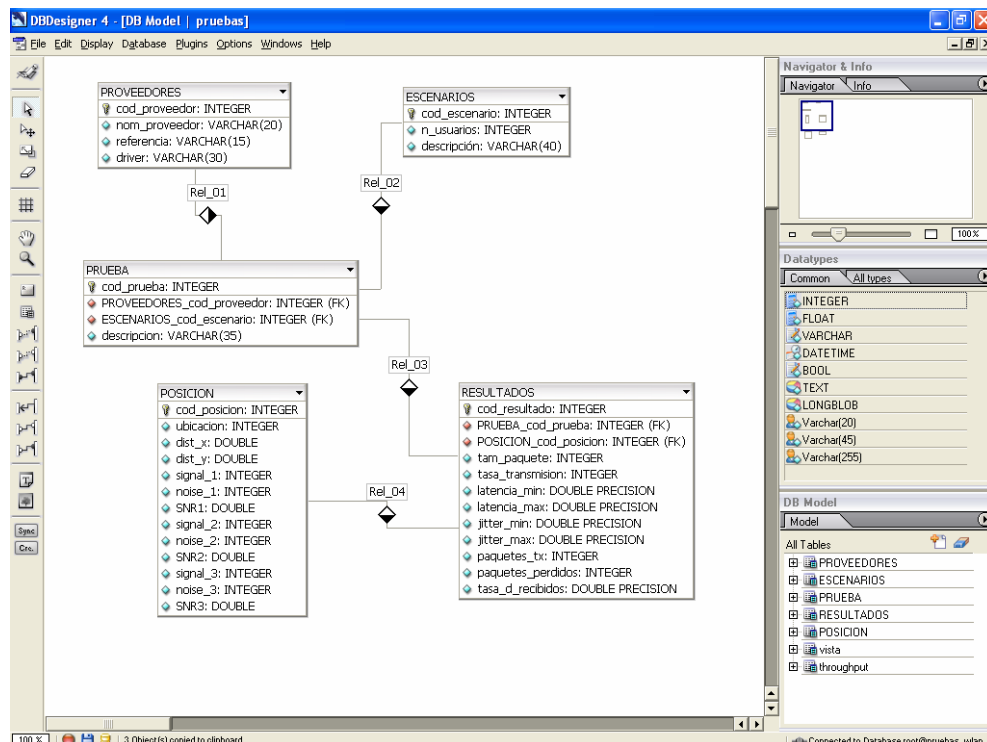 DBDesigner 4 - [DB Model | pruebas]
File Edit Display Database Plugins Options Windows Help
PROVEEDORES
cod_proveedor: INTEGER
nom_proveedor: VARCHAR(20)
referencia: VARCHAR(15)
driver: VARCHAR(30)
ESCENARIOS
cod_escenario: INTEGER
n_usuarios: INTEGER
descripción: VARCHAR(40)
Rel_01
Rel_02
PRUEBA
cod_prueba: INTEGER
PROVEEDORES_cod_proveedor: INTEGER (FK)
ESCENARIOS_cod_escenario: INTEGER (FK)
descripcion: VARCHAR(35)
Rel_03
POSICION
cod_posicion: INTEGER
ubicacion: INTEGER
dist_x: DOUBLE
dist_y: DOUBLE
signal_1: INTEGER
noise_1: INTEGER
SNR1: DOUBLE
signal_2: INTEGER
noise_2: INTEGER
SNR2: DOUBLE
signal_3: INTEGER
noise_3: INTEGER
SNR3: DOUBLE
Rel_04
RESULTADOS
cod_resultado: INTEGER
PRUEBA_cod_prueba: INTEGER (FK)
POSICION_cod_posicion: INTEGER (FK)
tam_paquete: INTEGER
tasa_transmision: INTEGER
latencia_min: DOUBLE PRECISION
latencia_max: DOUBLE PRECISION
jitter_min: DOUBLE PRECISION
jitter_max: DOUBLE PRECISION
paquetes_tx: INTEGER
paquetes_perdidos: INTEGER
tasa_d_recibidos: DOUBLE PRECISION
Navigator & Info
Navigator Info
100%
Datatypes
Common All types
INTEGER
FLOAT
VARCHAR
DATETIME
BOOL
TEXT
LONGBLOB
Varchar(20)
Varchar(45)
Varchar(255)
DB Model
Model
All Tables
PROVEEDORES
ESCENARIOS
PRUEBA
RESULTADOS
POSICION
vista
throughput
Sync
Cre.
100 %
3 Object(s) copied to clipboard
Connected to Database root@pruebas_wlan